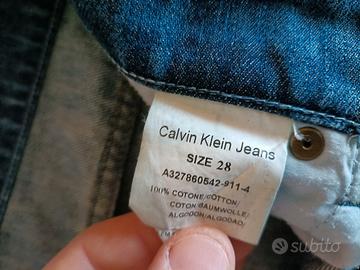 Calvin Klein Jeans
SIZE 28
A327860542-911-4
100% COTONE/COTTON/
COTON/BAUMWOLLE/
ALGODON/ALGODAO/
subito